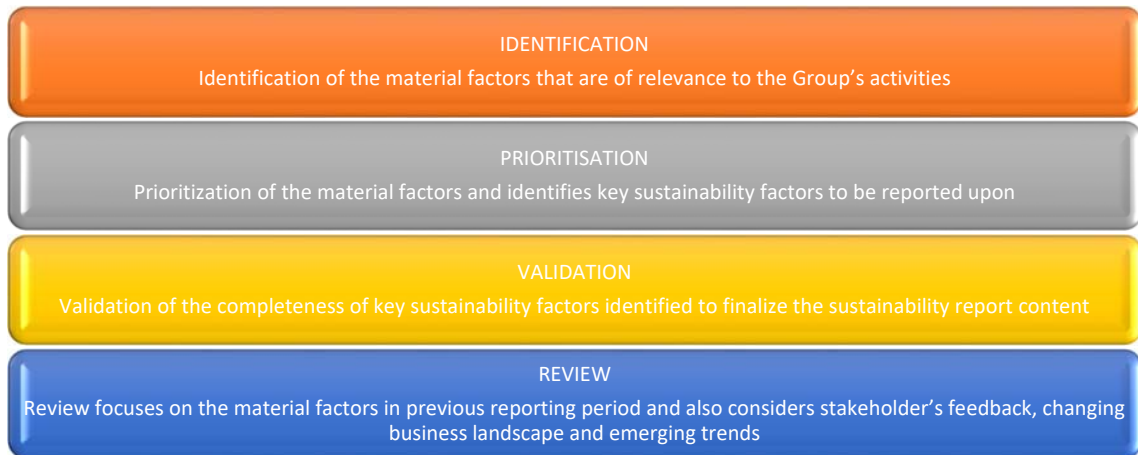 IDENTIFICATION
Identification of the material factors that are of relevance to the Group’s activities
PRIORITISATION
Prioritization of the material factors and identifies key sustainability factors to be reported upon
VALIDATION
Validation of the completeness of key sustainability factors identified to finalize the sustainability report content
REVIEW
Review focuses on the material factors in previous reporting period and also considers stakeholder’s feedback, changing
business landscape and emerging trends